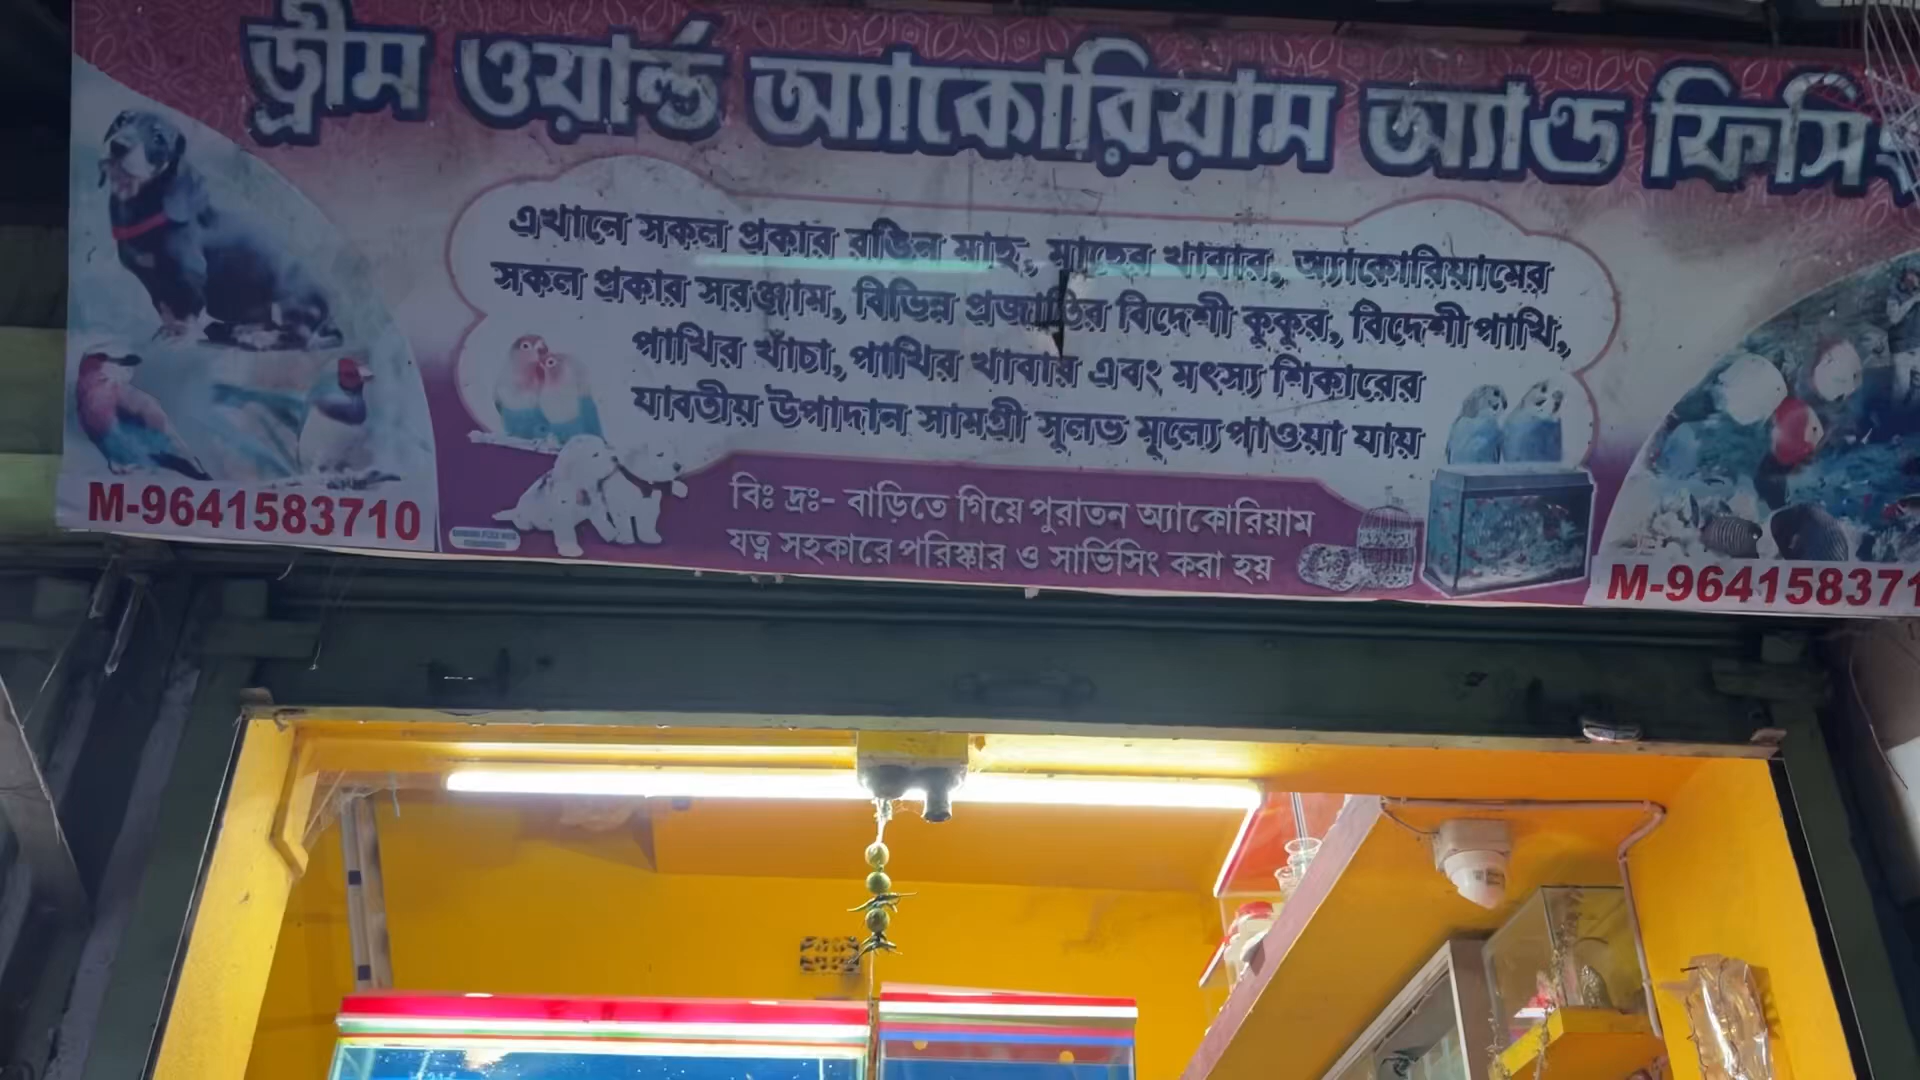 ড্রীম ওয়ার্ল্ড অ্যাকোরিয়াম অ্যাণ্ড ফিসিং
এখানে সকল প্রকার রঙিন মাছ, মাছের খাবার, অ্যাকোরিয়ামের
সকল প্রকার সরঞ্জাম, বিভিন্ন প্রজাতির বিদেশী কুকুর, বিদেশী পাখি,
পাখির খাঁচা, পাখির খাবার এবং মৎস্য শিকারের
যাবতীয় উপাদান সামগ্রী সুলভ মূল্যে পাওয়া যায়
বিঃ দ্রঃ- বাড়িতে গিয়ে পুরাতন অ্যাকোরিয়াম
যত্ন সহকারে পরিস্কার ও সার্ভিসিং করা হয়
M-9641583710
M-964158371